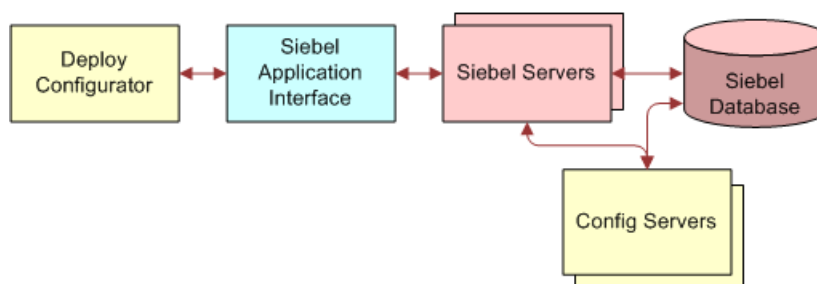 Deploy
Configurator
Siebel
Application
Interface
Siebel Servers
Siebel
Database
Config Servers